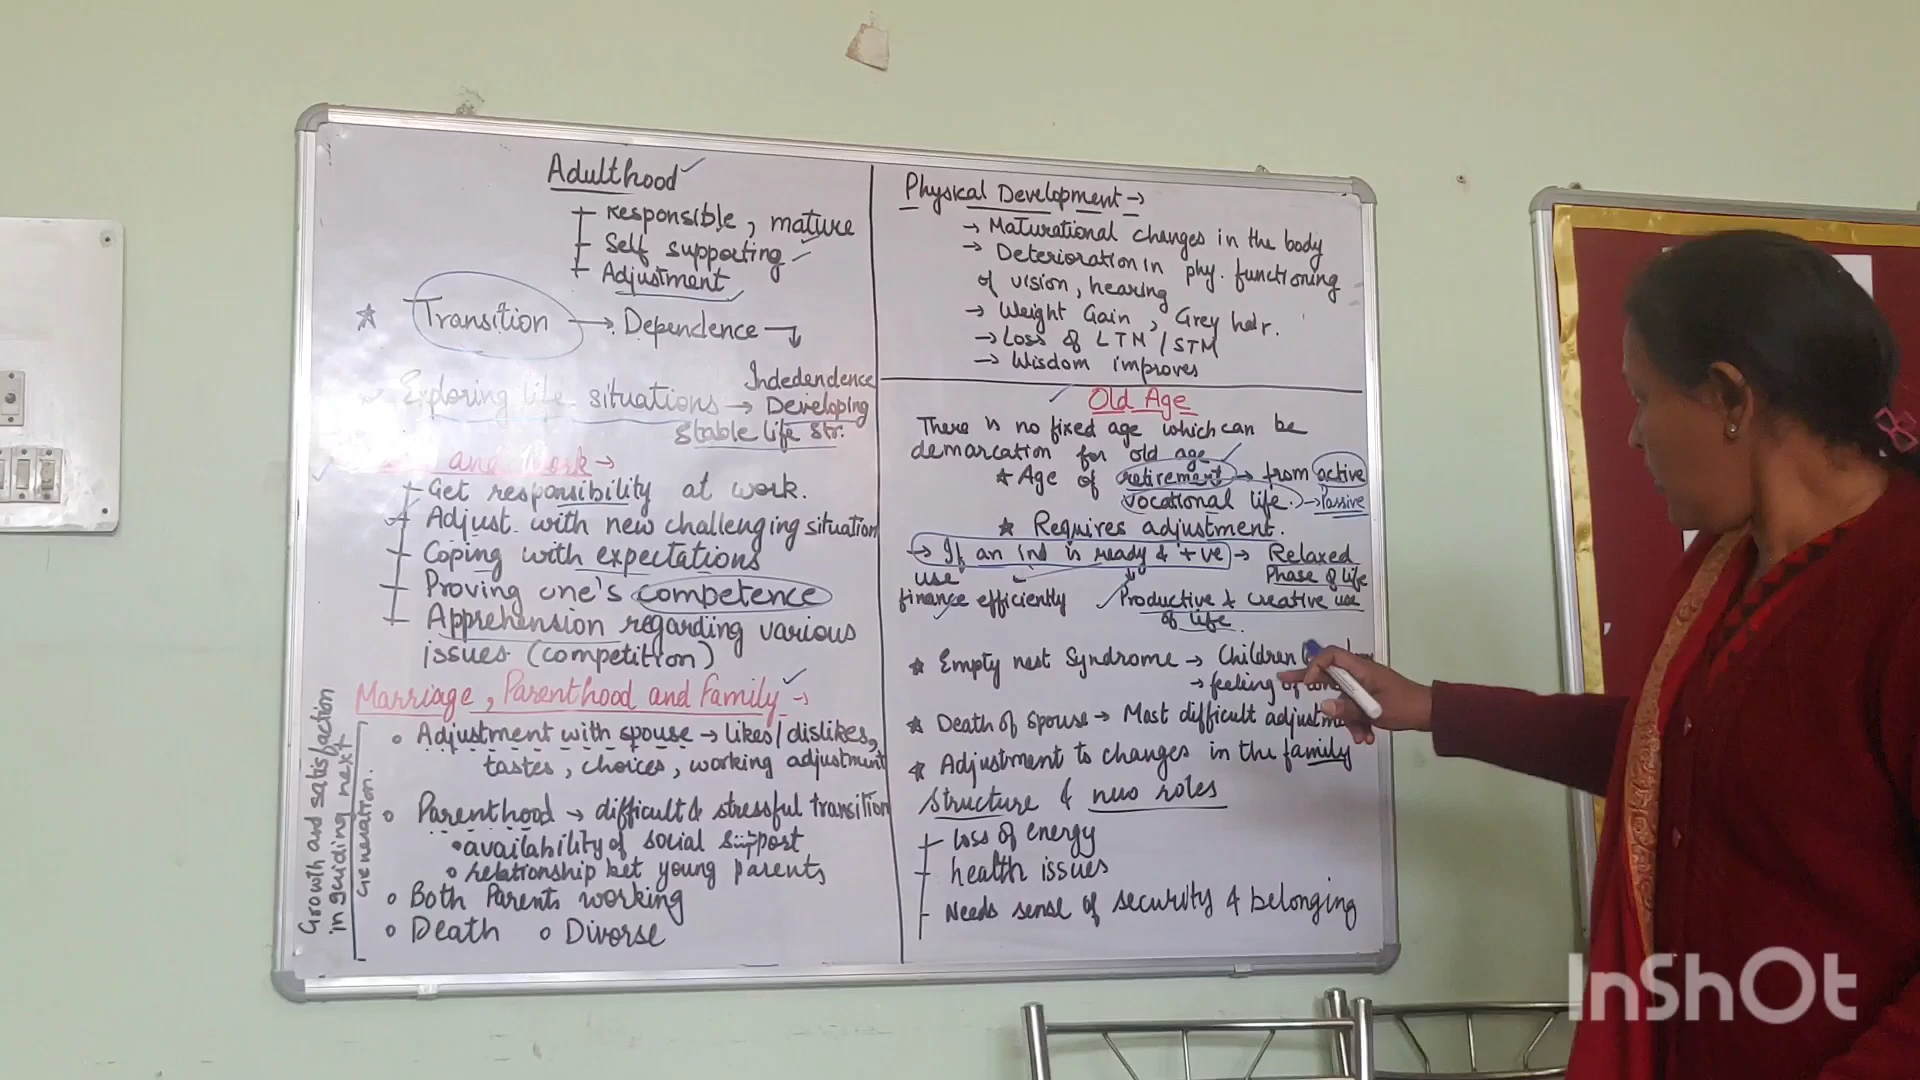 Adulthood
Responsible, mature
Self supporting
Adjustment
Transition → Dependence →
Indedendence
Exploring life situations → Developing
stable life str.
and work →
Get responsibility at work.
Adjust with new challenging situation
Coping with expectations
Proving one's competence
Apprehension regarding various
issues (competition)
Marriage, Parenthood and Family →
Adjustment with spouse → likes/dislikes,
tastes, choices, working adjustment
Parenthood → difficult & stressful transition
availability of social support
relationship bet young parents
Both Parents working
Death Divorse
Growth and satisfaction
in guiding next
generation.
Physical Development →
→ Maturational changes in the body
→ Deterioration in phy. functioning
of vision, hearing
→ Weight Gain, Grey hair.
→ Loss of LTM/STM
→ Wisdom improves
Old Age
There is no fixed age which can be
demarcation for old age
Age of retirement → from active
vocational life. → Passive
Requires adjustment.
→ If an ind is ready & +ve → Relaxed
Phase of life
use
finance efficiently
Productive & creative use
of life.
Empty nest Syndrome → Children
→ feeling of
Death of Spouse → Most difficult
Adjustment to changes in the family
structure & new roles
loss of energy
health issues
Needs sense of security & belonging
InShOt